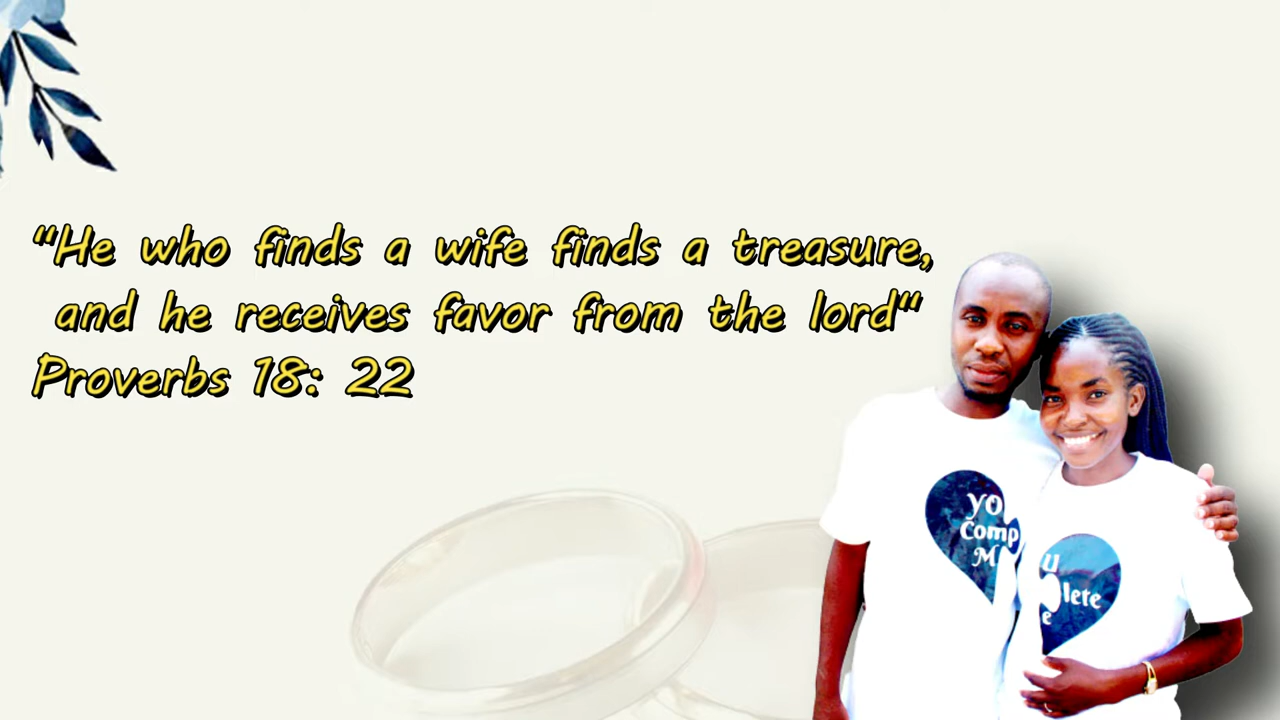 “He who finds a wife finds a treasure,
and he receives favor from the lord“
Proverbs 18: 22
YO
Comp
M
u
lete
e